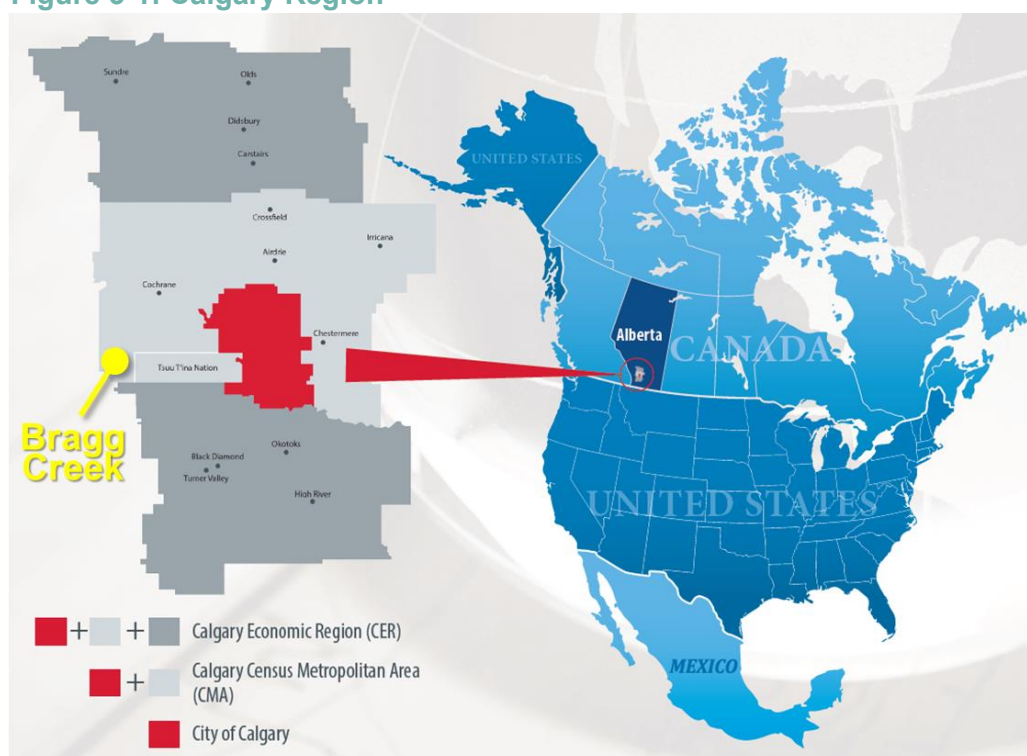 Figure 3-1: Calgary Region
Sundre
Olds
Didsbury
Carstairs
Crossfield
Irricana
Airdrie
Cochrane
Chestermere
Tsuu T'ina Nation
Bragg
Creek
Okotoks
Black Diamond
Turner Valley
High River
UNITED STATES
Alberta
CANADA
UNITED STATES
MEXICO
+ + Calgary Economic Region (CER)
+ Calgary Census Metropolitan Area
(CMA)
City of Calgary